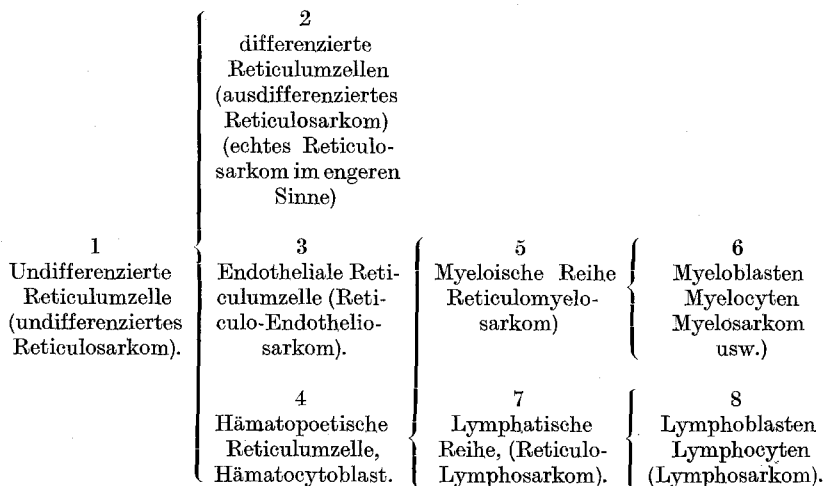 2
differenzierte
Reticulumzellen
(ausdifferenziertes
Reticulosarkom)
(echtes Reticulo-
sarkom im engeren
Sinne)
1
Undifferenzierte
Reticulumzelle
(undifferenziertes
Reticulosarkom).
3
Endotheliale Reti-
culumzelle (Reti-
culo-Endothelio-
sarkom).
4
Hämatopoetische
Reticulumzelle,
Hämatocytoblast.
5
Myeloische Reihe
Reticulomyelo-
sarkom)
6
Myeloblasten
Myelocyten
Myelosarkom
usw.)
7
Lymphatische
Reihe, (Reticulo-
Lymphosarkom).
8
Lymphoblasten
Lymphocyten
(Lymphosarkom).